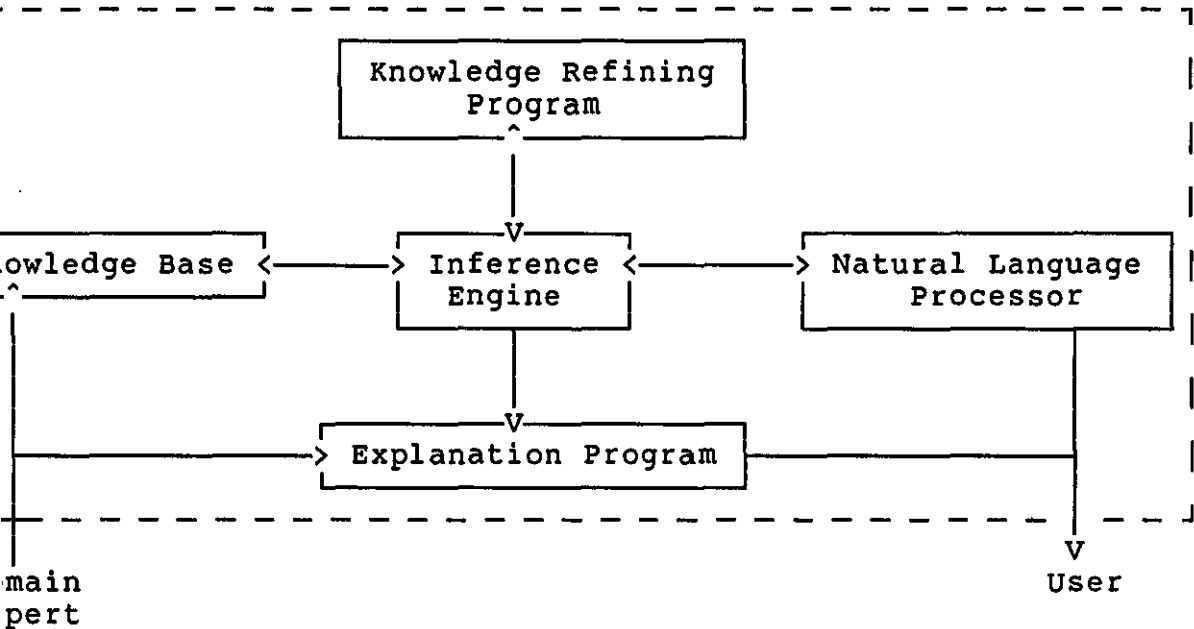 Knowledge Refining
Program
owledge Base
Inference
Engine
Natural Language
Processor
Explanation Program
main
pert
User